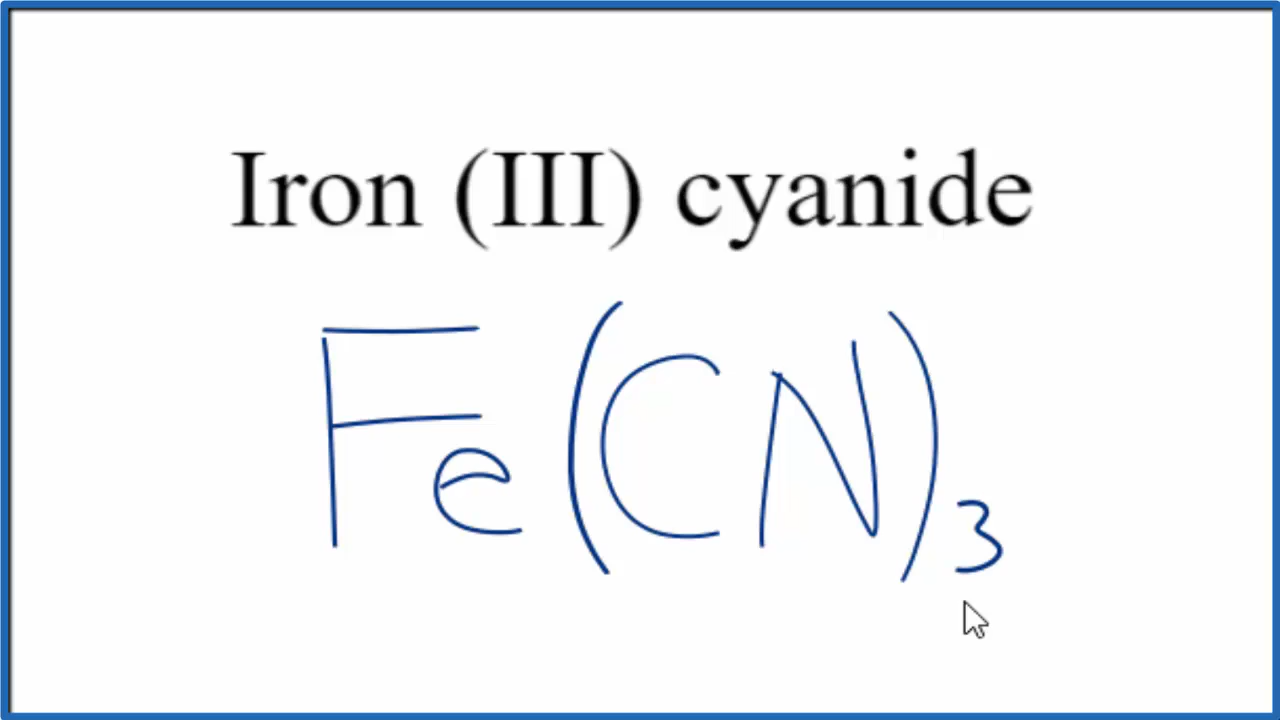 Iron (III) cyanide
Fe(CN)₃